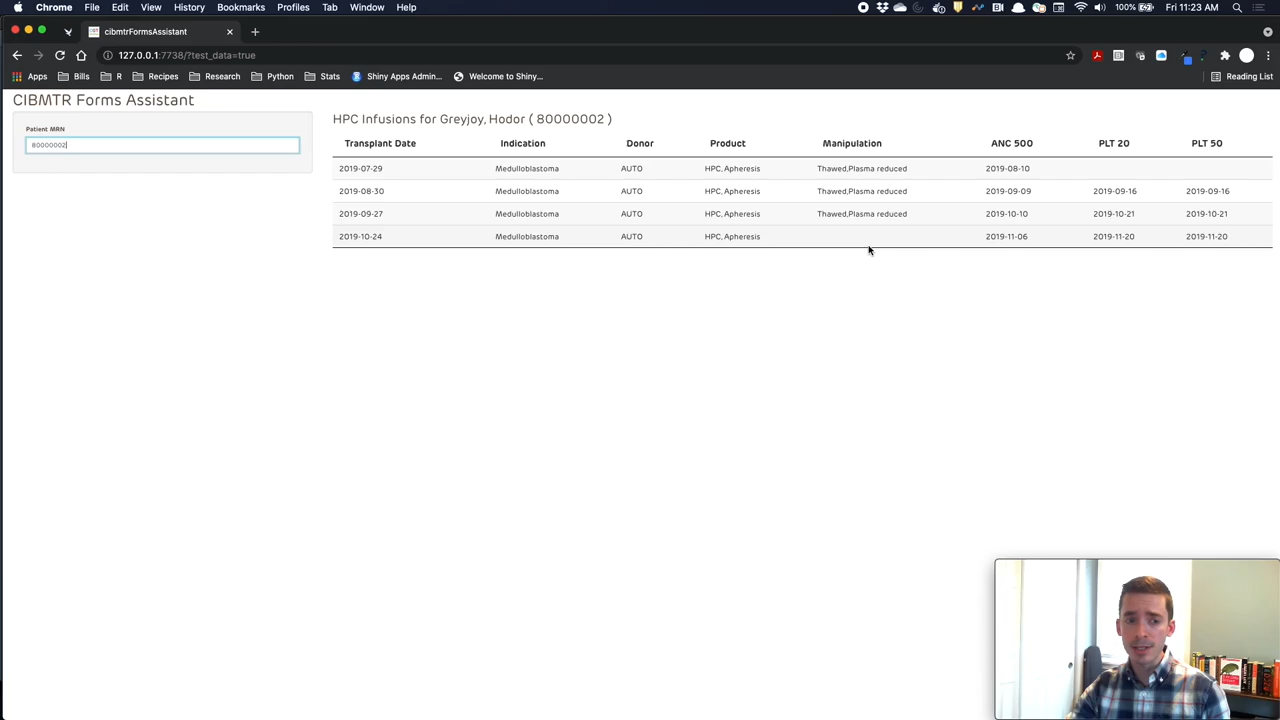 Chrome File Edit View History Bookmarks Profiles Tab Window Help 100% Fri 11:23 AM
cibmtrFormsAssistant
127.0.0.1:7738/?test_data=true
Apps Bills R Recipes Research Python Stats Shiny Apps Admin... Welcome to Shiny... Reading List
CIBMTR Forms Assistant
Patient MRN
80000002
HPC Infusions for Greyjoy, Hodor ( 80000002 )
Transplant Date Indication Donor Product Manipulation ANC 500 PLT 20 PLT 50
2019-07-29 Medulloblastoma AUTO HPC, Apheresis Thawed,Plasma reduced 2019-08-10
2019-08-30 Medulloblastoma AUTO HPC, Apheresis Thawed,Plasma reduced 2019-09-09 2019-09-16 2019-09-16
2019-09-27 Medulloblastoma AUTO HPC, Apheresis Thawed,Plasma reduced 2019-10-10 2019-10-21 2019-10-21
2019-10-24 Medulloblastoma AUTO HPC, Apheresis 2019-11-06 2019-11-20 2019-11-20